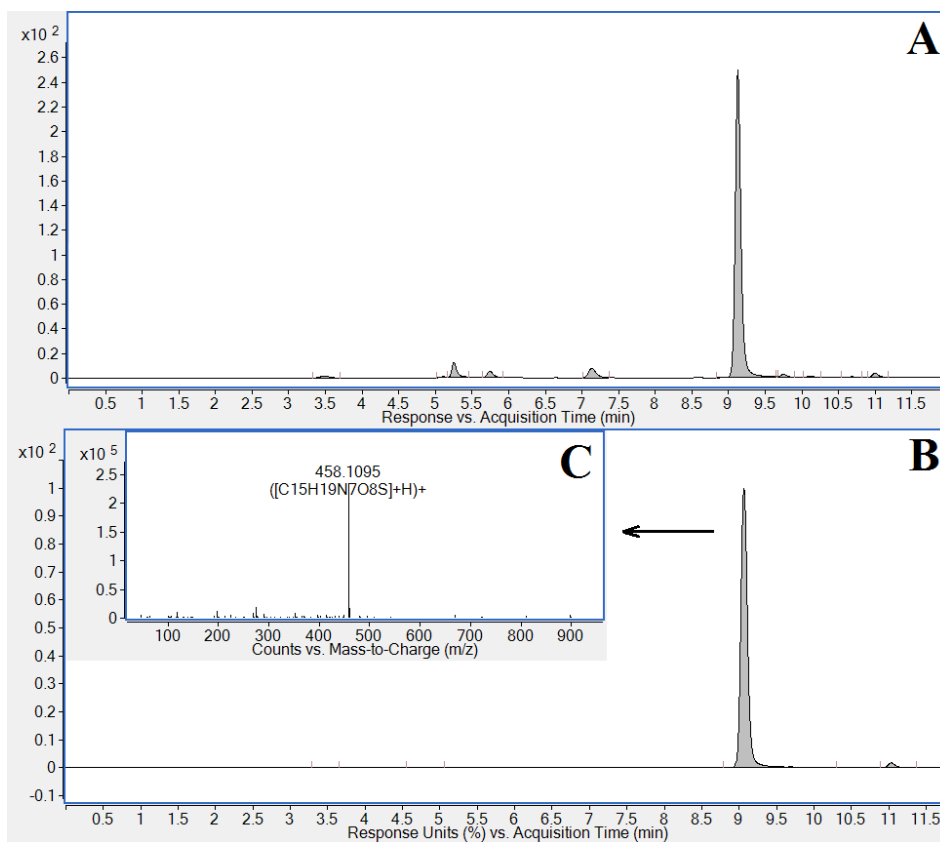 A
x10 2
2.6
2.4
2.2
2
1.8
1.6
1.4
1.2
1
0.8
0.6
0.4
0.2
0
0.5 1 1.5 2 2.5 3 3.5 4 4.5 5 5.5 6 6.5 7 7.5 8 8.5 9 9.5 10 10.5 11 11.5
Response vs. Acquisition Time (min)
B
x10 2
1
0.9
0.8
0.7
0.6
0.5
0.4
0.3
0.2
0.1
0
-0.1
C
x10 5
458.1095
([C15H19N7O8S]+H)+
2.5
2
1.5
1
0.5
0
100 200 300 400 500 600 700 800 900
Counts vs. Mass-to-Charge (m/z)
0.5 1 1.5 2 2.5 3 3.5 4 4.5 5 5.5 6 6.5 7 7.5 8 8.5 9 9.5 10 10.5 11 11.5
Response Units (%) vs. Acquisition Time (min)